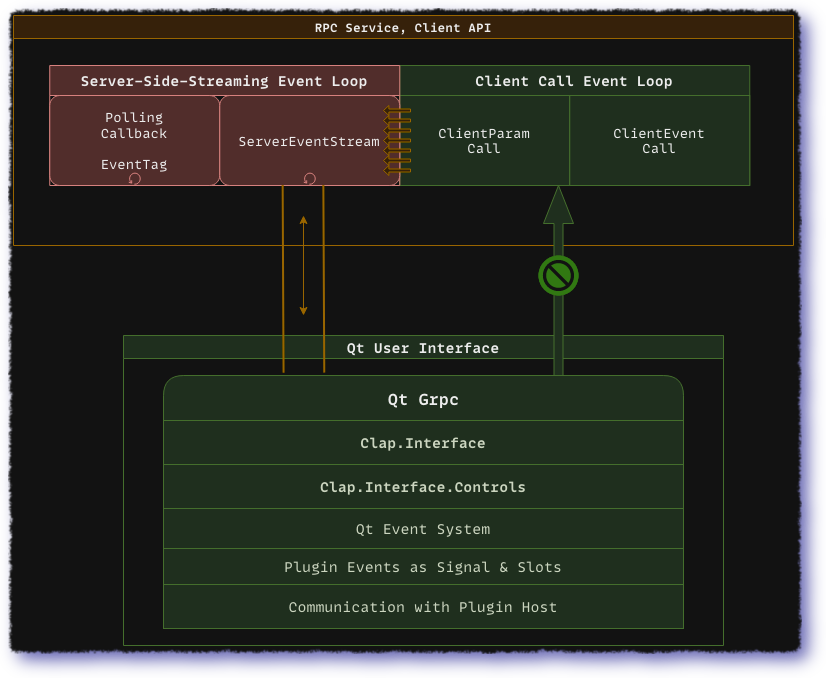 RPC Service, Client API
Server-Side-Streaming Event Loop
Client Call Event Loop
Polling
Callback
EventTag
ServerEventStream
ClientParam
Call
ClientEvent
Call
Qt User Interface
Qt Grpc
Clap.Interface
Clap.Interface.Controls
Qt Event System
Plugin Events as Signal & Slots
Communication with Plugin Host